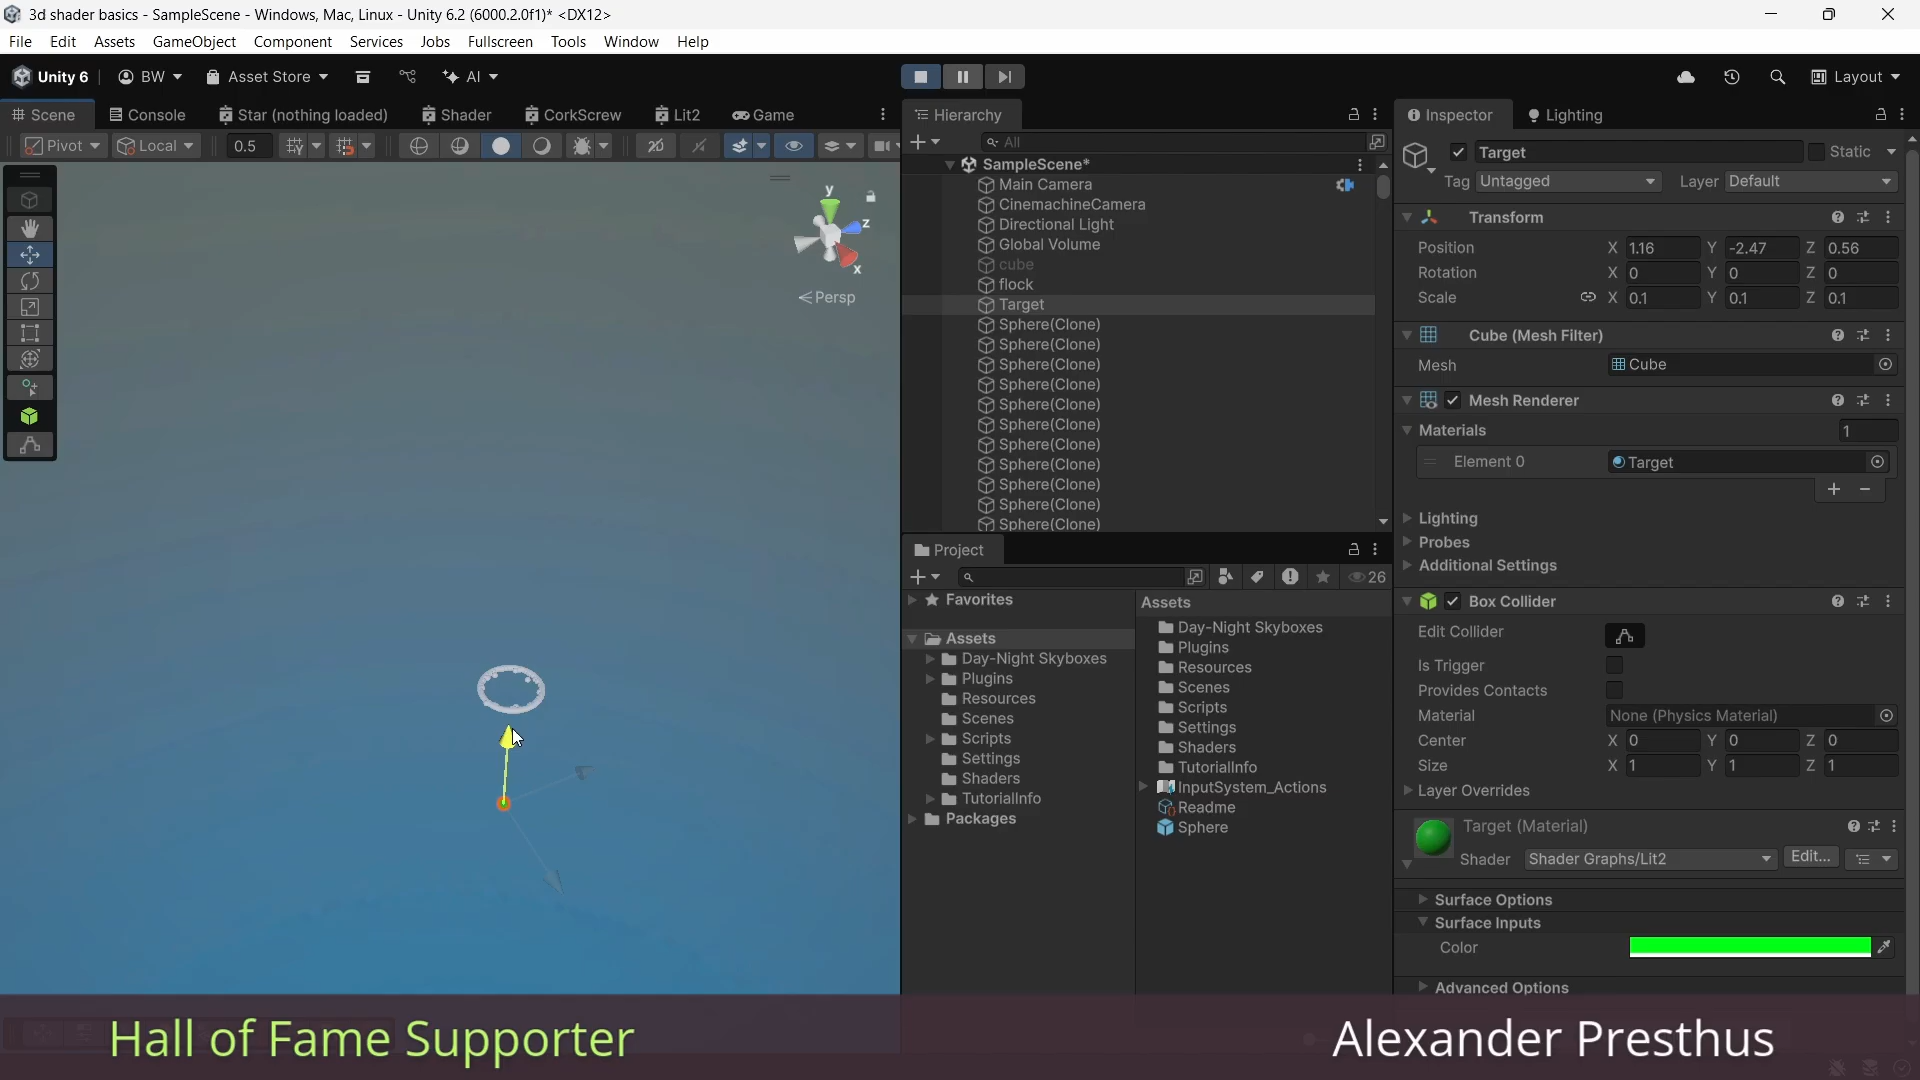 3d shader basics - SampleScene - Windows, Mac, Linux - Unity 6.2 (6000.2.0f1)* <DX12>
File Edit Assets GameObject Component Services Jobs Fullscreen Tools Window Help
Unity 6 BW Asset Store AI Layout
Scene Console Star (nothing loaded) Shader CorkScrew Lit2 Game
Pivot Local 0.5 2D
y
z
x
Persp
Hierarchy
All
SampleScene*
Main Camera
CinemachineCamera
Directional Light
Global Volume
cube
flock
Target
Sphere(Clone)
Sphere(Clone)
Sphere(Clone)
Sphere(Clone)
Sphere(Clone)
Sphere(Clone)
Sphere(Clone)
Sphere(Clone)
Sphere(Clone)
Sphere(Clone)
Sphere(Clone)
Project
26
Favorites
Assets
Day-Night Skyboxes
Plugins
Resources
Scenes
Scripts
Settings
Shaders
TutorialInfo
Packages
Assets
Day-Night Skyboxes
Plugins
Resources
Scenes
Scripts
Settings
Shaders
TutorialInfo
InputSystem_Actions
Readme
Sphere
Inspector Lighting
Target Static
Tag Untagged Layer Default
Transform
Position X 1.16 Y -2.47 Z 0.56
Rotation X 0 Y 0 Z 0
Scale X 0.1 Y 0.1 Z 0.1
Cube (Mesh Filter)
Mesh Cube
Mesh Renderer
Materials 1
Element 0 Target
Lighting
Probes
Additional Settings
Box Collider
Edit Collider
Is Trigger
Provides Contacts
Material None (Physics Material)
Center X 0 Y 0 Z 0
Size X 1 Y 1 Z 1
Layer Overrides
Target (Material)
Shader Shader Graphs/Lit2 Edit...
Surface Options
Surface Inputs
Color
Advanced Options
Hall of Fame Supporter Alexander Presthus